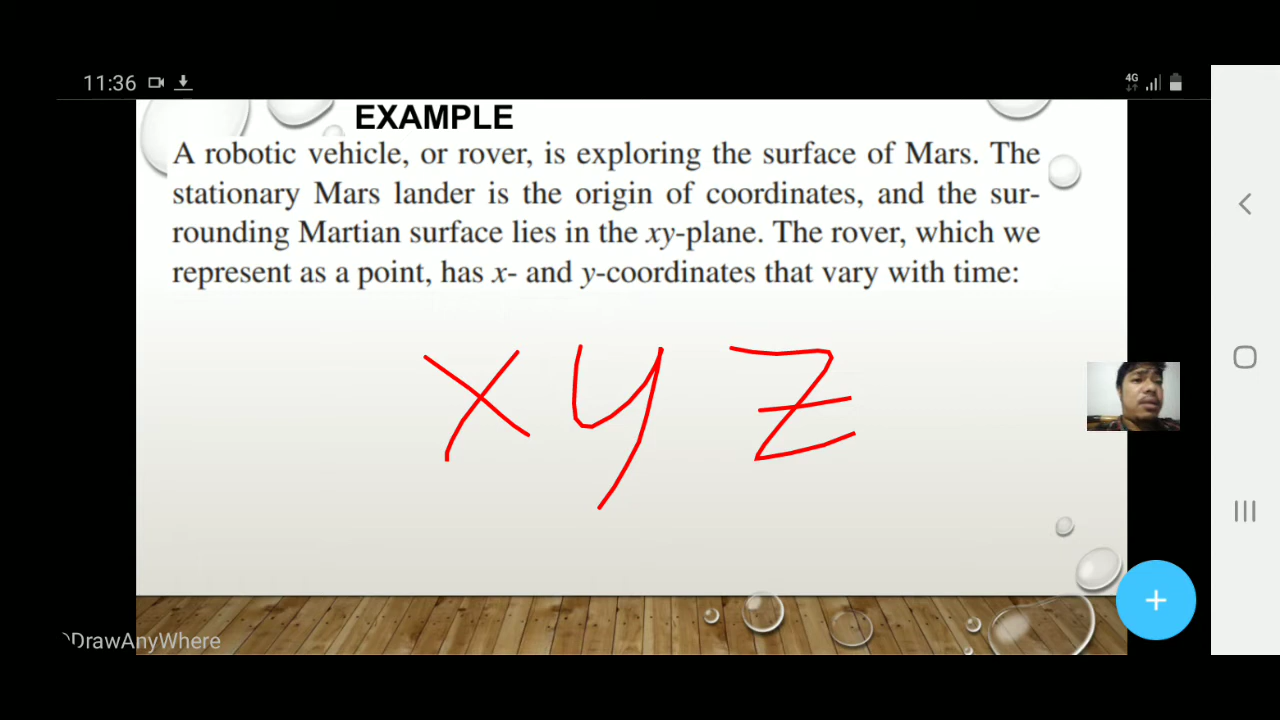 11:36
4G
EXAMPLE
A robotic vehicle, or rover, is exploring the surface of Mars. The
stationary Mars lander is the origin of coordinates, and the sur-
rounding Martian surface lies in the xy-plane. The rover, which we
represent as a point, has x- and y-coordinates that vary with time:
x y z
DrawAnyWhere